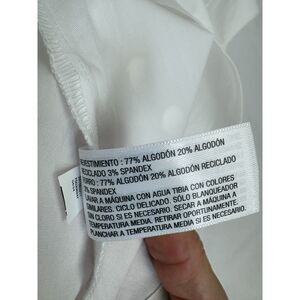 REVESTIMIENTO : 77% ALGODÓN 20% ALGODÓN
RECICLADO 3% SPANDEX
FORRO : 77% ALGODÓN 20% ALGODÓN RECICLADO
3% SPANDEX
LAVAR A MÁQUINA CON AGUA TIBIA CON COLORES
SIMILARES. CICLO DELICADO. SÓLO BLANQUEADOR
SIN CLORO SI ES NECESARIO. SECAR A MÁQUINA A
TEMPERATURA MEDIA. RETIRAR OPORTUNAMENTE.
PLANCHAR A TEMPERATURA MEDIA SI ES NECESARIO.